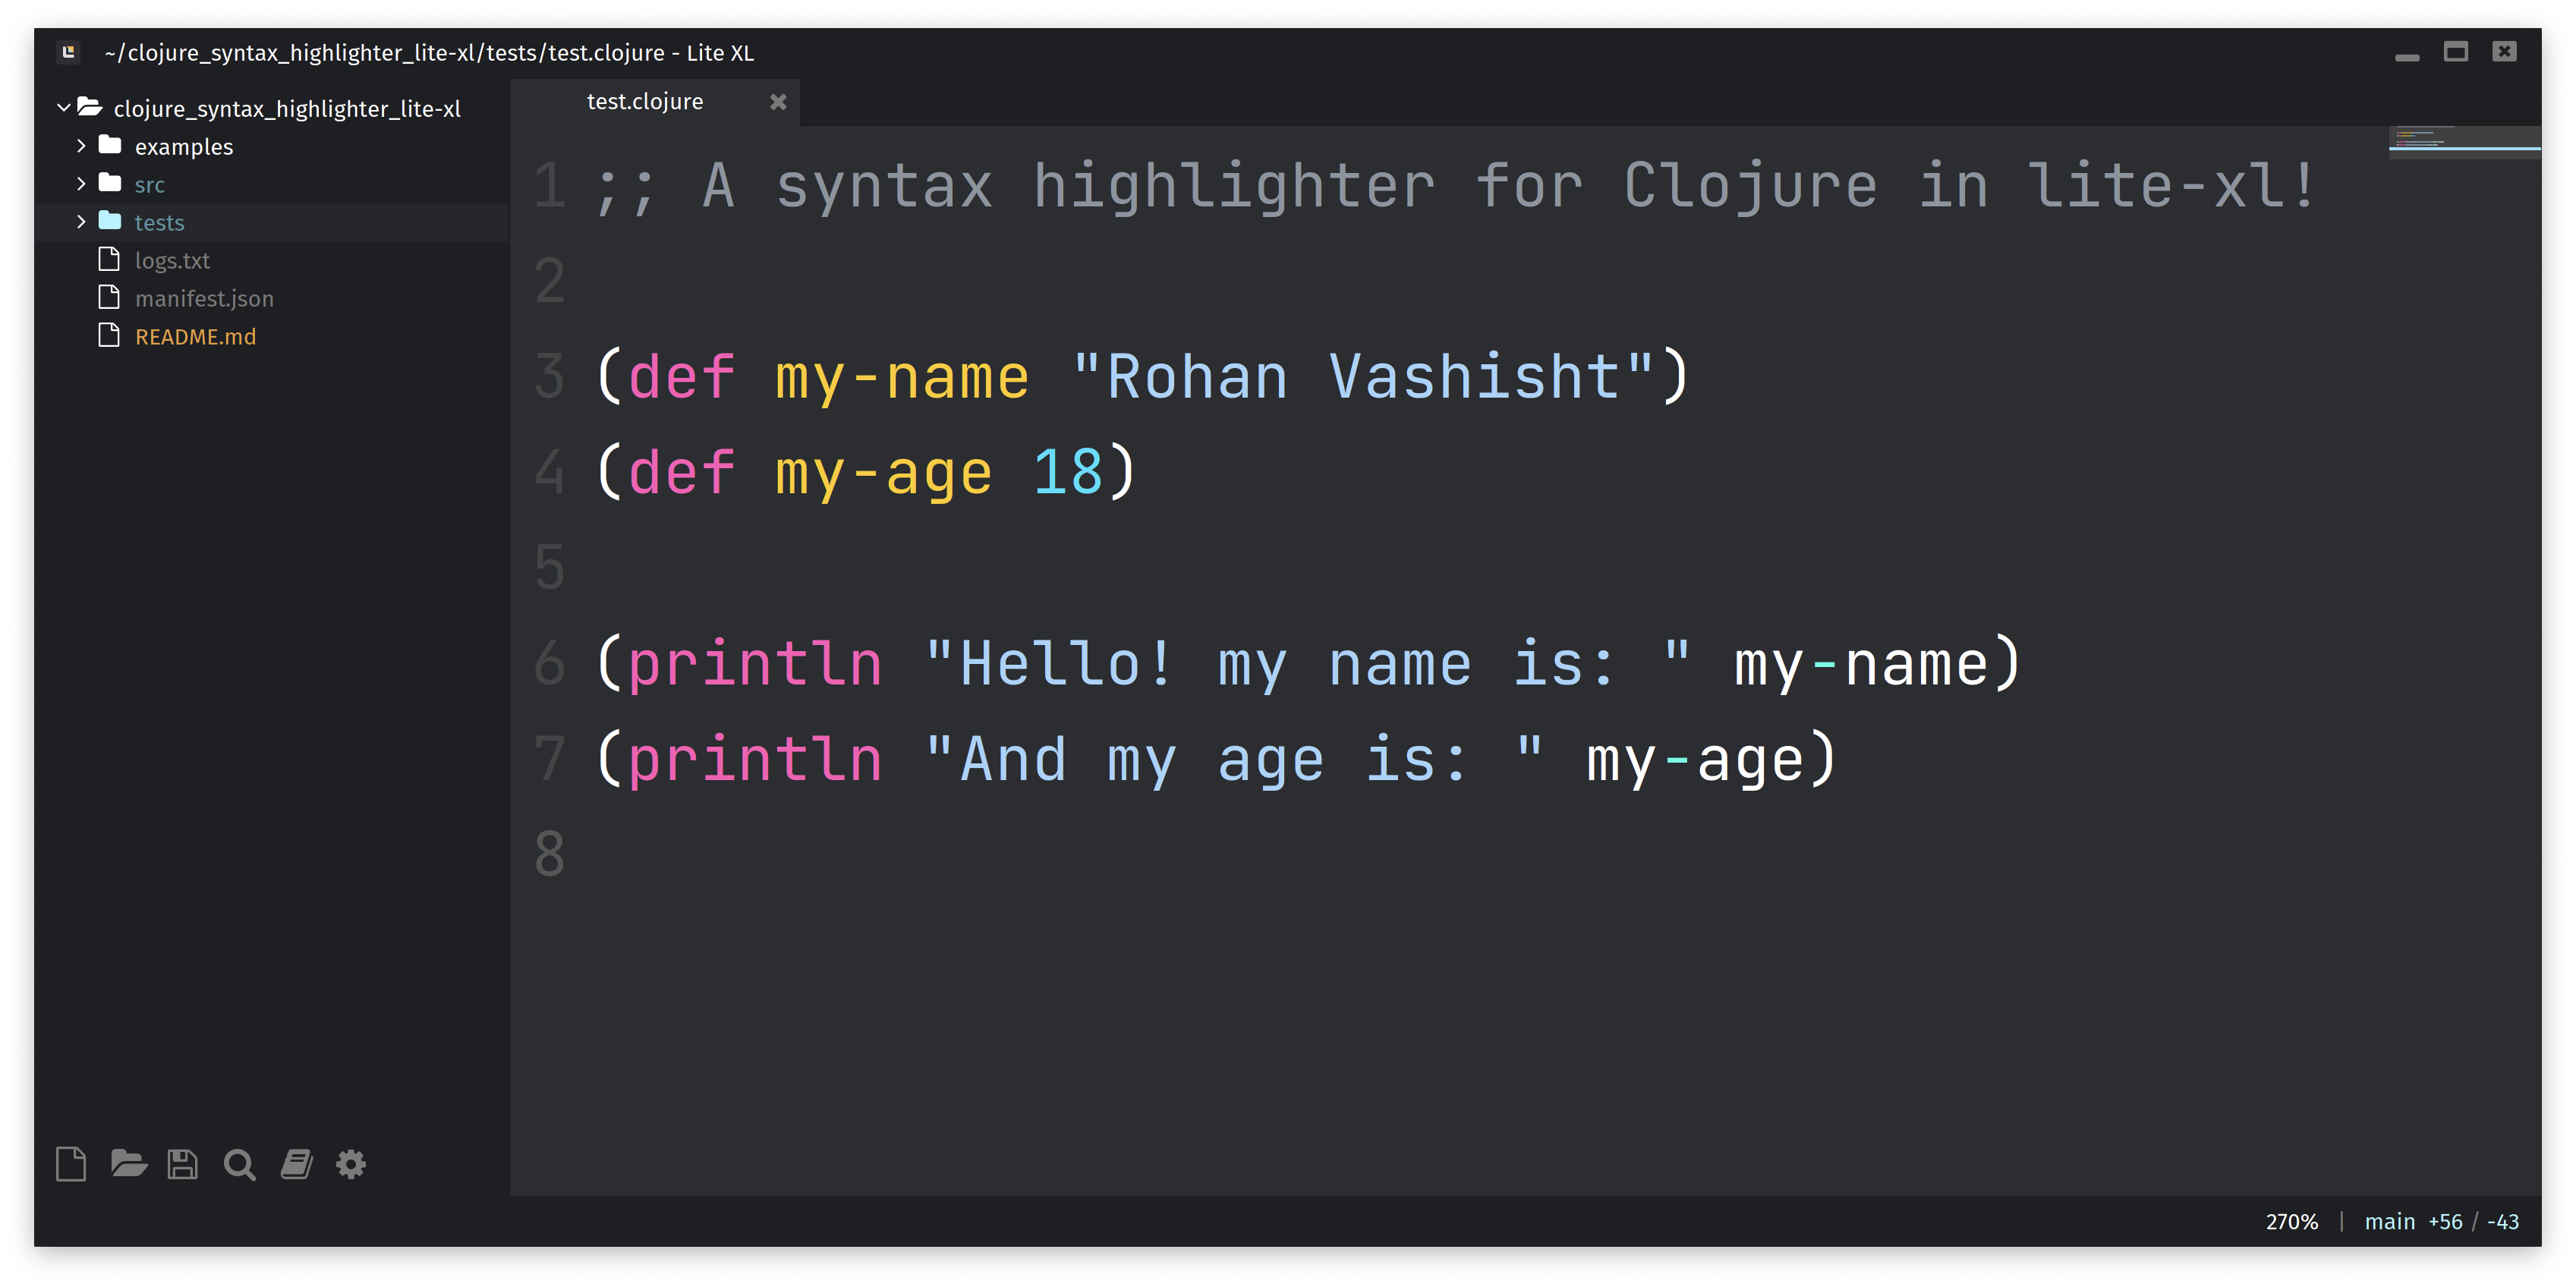 ~/clojure_syntax_highlighter_lite-xl/tests/test.clojure - Lite XL
clojure_syntax_highlighter_lite-xl
examples
src
tests
logs.txt
manifest.json
README.md
test.clojure
1 ;; A syntax highlighter for Clojure in lite-xl!
2
3 (def my-name "Rohan Vashisht")
4 (def my-age 18)
5
6 (println "Hello! my name is: " my-name)
7 (println "And my age is: " my-age)
8
270% | main +56 / -43